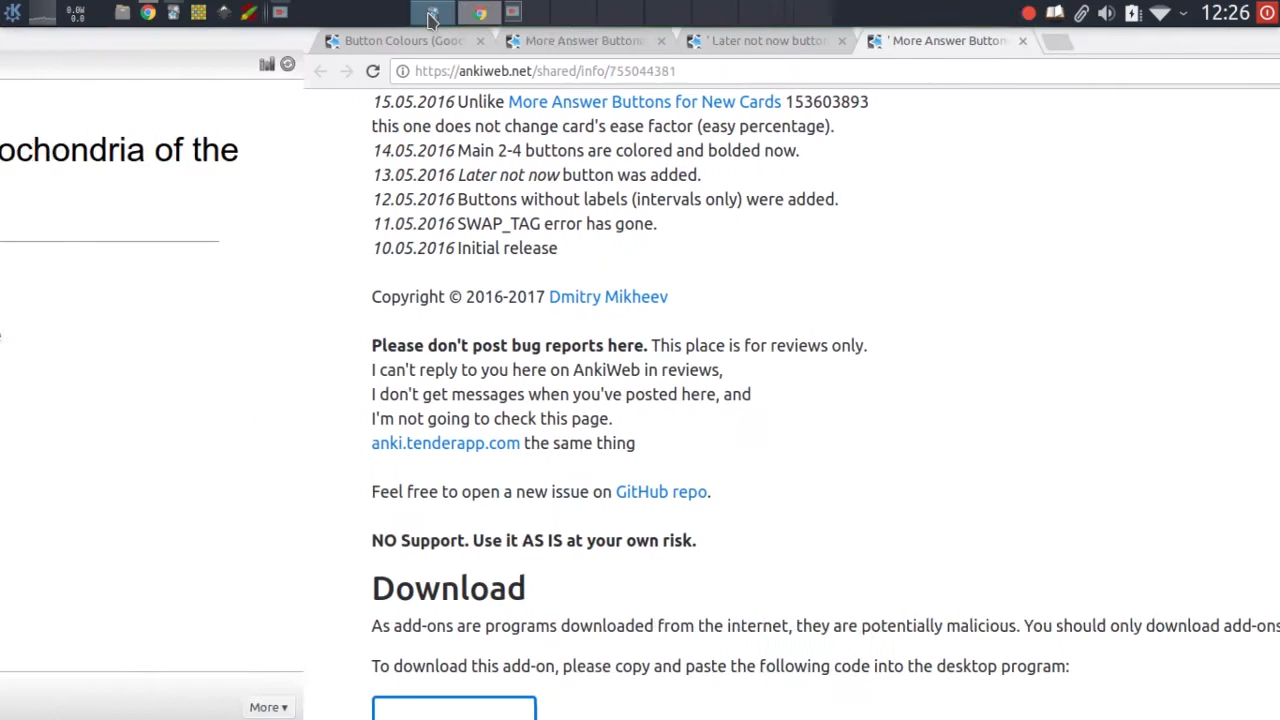 0.0W
0.0
12:26
Button Colours (Goo
More Answer Button
' Later not now butto
' More Answer Button
https://ankiweb.net/shared/info/755044381
ochondria of the
More ▾
15.05.2016 Unlike More Answer Buttons for New Cards 153603893
this one does not change card's ease factor (easy percentage).
14.05.2016 Main 2-4 buttons are colored and bolded now.
13.05.2016 Later not now button was added.
12.05.2016 Buttons without labels (intervals only) were added.
11.05.2016 SWAP_TAG error has gone.
10.05.2016 Initial release
Copyright © 2016-2017 Dmitry Mikheev
Please don't post bug reports here. This place is for reviews only.
I can't reply to you here on AnkiWeb in reviews,
I don't get messages when you've posted here, and
I'm not going to check this page.
anki.tenderapp.com the same thing
Feel free to open a new issue on GitHub repo.
NO Support. Use it AS IS at your own risk.
Download
As add-ons are programs downloaded from the internet, they are potentially malicious. You should only download add-ons
To download this add-on, please copy and paste the following code into the desktop program: